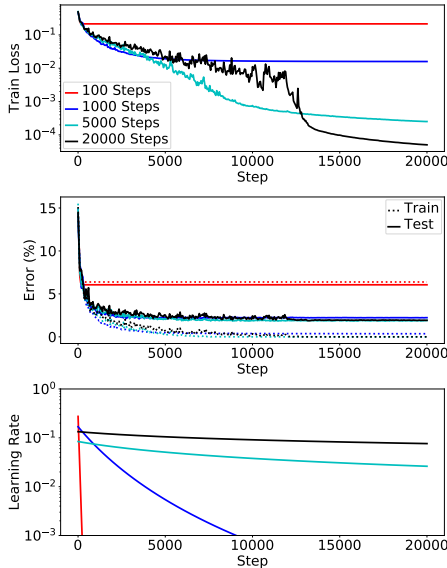 Train Loss
10⁻¹
10⁻²
10⁻³
10⁻⁴
100 Steps
1000 Steps
5000 Steps
20000 Steps
0 5000 10000 15000 20000
Step
Error (%)
15
10
5
0
Train
Test
0 5000 10000 15000 20000
Step
Learning Rate
10⁰
10⁻¹
10⁻²
10⁻³
0 5000 10000 15000 20000
Step